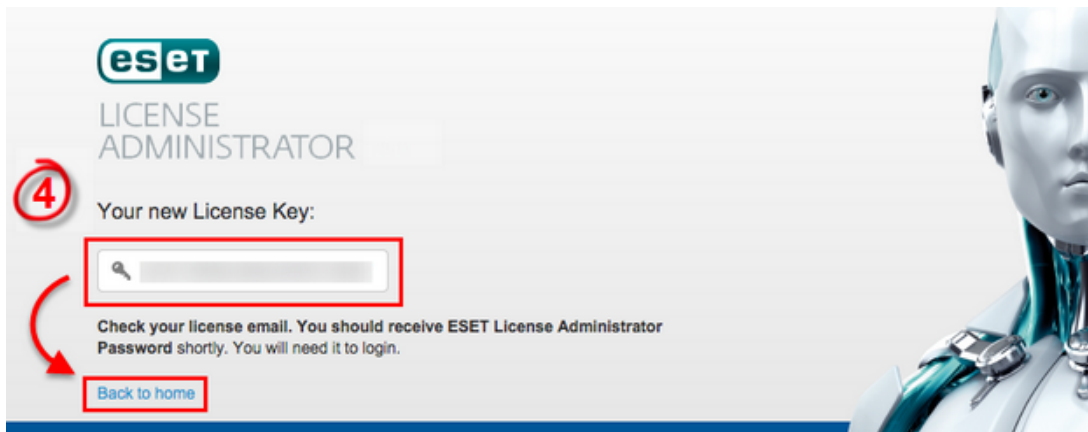 eseT
LICENSE
ADMINISTRATOR
4
Your new License Key:
Check your license email. You should receive ESET License Administrator
Password shortly. You will need it to login.
Back to home